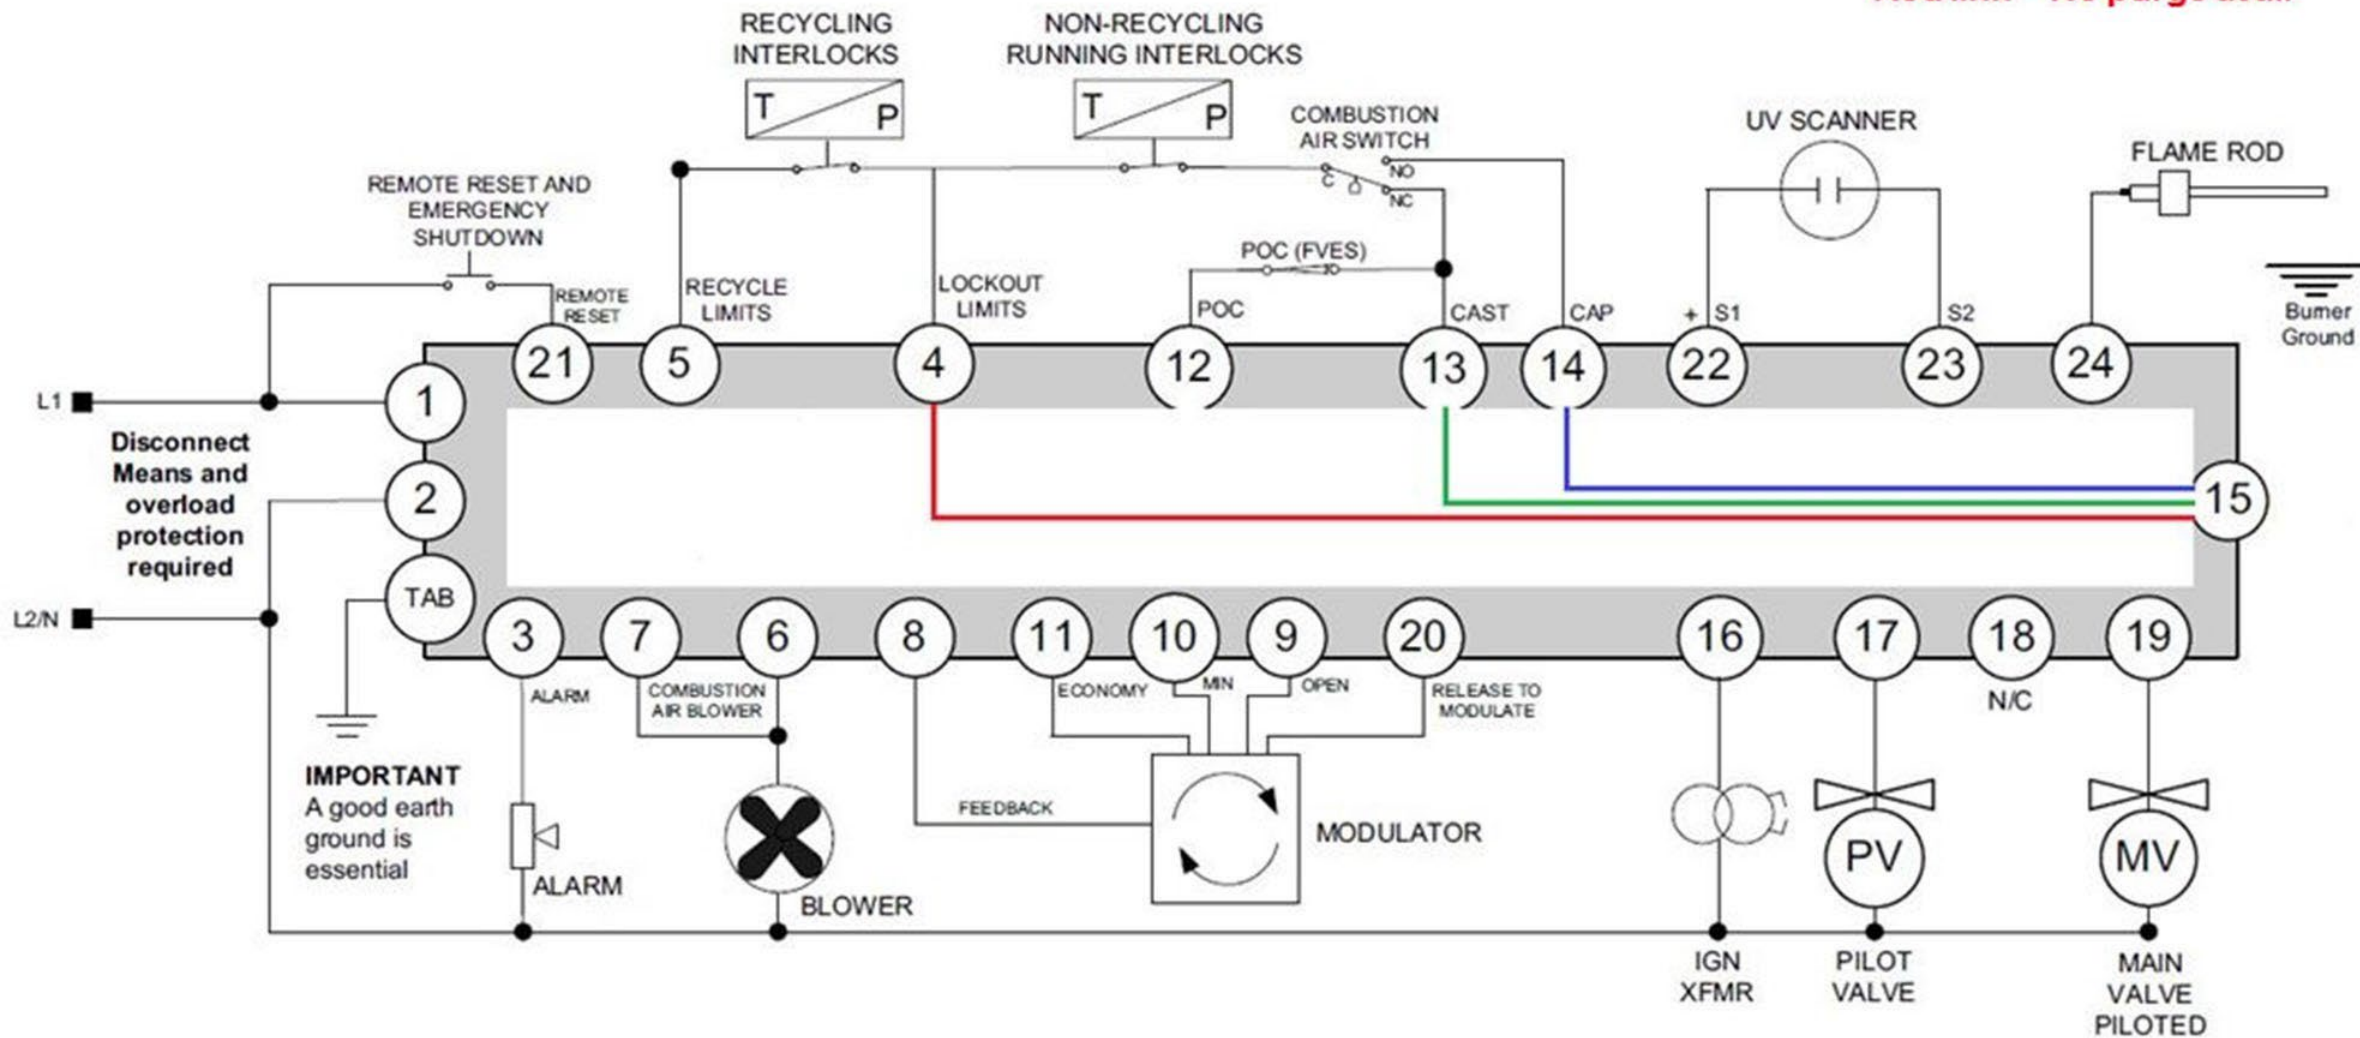 RECYCLING
INTERLOCKS
NON-RECYCLING
RUNNING INTERLOCKS
T
P
T
P
COMBUSTION
AIR SWITCH
NO
C
NC
UV SCANNER
FLAME ROD
REMOTE RESET AND
EMERGENCY
SHUTDOWN
POC (FVES)
REMOTE
RESET
RECYCLE
LIMITS
LOCKOUT
LIMITS
POC
CAST
CAP
+ S1
S2
Burner
Ground
21
5
4
12
13
14
22
23
24
L1
1
Disconnect
Means and
overload
protection
required
2
15
TAB
L2/N
3
7
6
8
11
10
9
20
16
17
18
19
ALARM
COMBUSTION
AIR BLOWER
ECONOMY
MIN
OPEN
RELEASE TO
MODULATE
N/C
IMPORTANT
A good earth
ground is
essential
FEEDBACK
MODULATOR
PV
MV
ALARM
BLOWER
IGN
XFMR
PILOT
VALVE
MAIN
VALVE
PILOTED